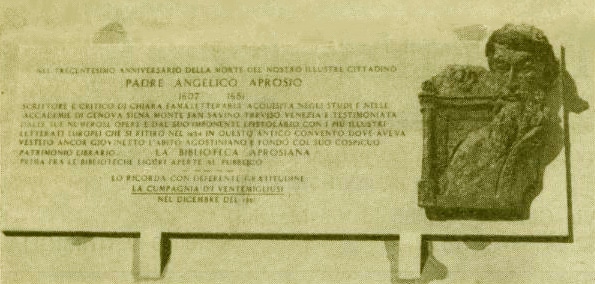 NEL TRECENTESIMO ANNIVERSARIO DELLA MORTE DEL NOSTRO ILLUSTRE CITTADINO
PADRE ANGELICO APROSIO
1607 1681
SCRITTORE E CRITICO DI CHIARA FAMA LETTERARIA ACQUISITA NEGLI STUDI E NELLE
ACCADEMIE DI GENOVA SIENA MONTE SAN SAVINO TREVISO VENEZIA E TESTIMONIATA
DALLE SUE NUMEROSE OPERE E DAL SUO IMPONENTE EPISTOLARIO CON I PIU ILLUSTRI
LETTERATI EUROPEI CHE SI RITIRO NEL IN QUESTO ANTICO CONVENTO DOVE AVEVA
VESTITO ANCOR GIOVINETTO L'ABITO AGOSTINIANO E FONDO COL SUO COSPICUO
PATRIMONIO LIBRARIO LA BIBLIOTECA APROSIANA
PRIMA FRA LE BIBLIOTECHE LIGURI APERTE AL PUBBLICO
LO RICORDA CON DEFERENTE GRATITUDINE
LA CUMPAGNIA DI VENTEMIGLIUSI
NEL DICEMBRE DEL